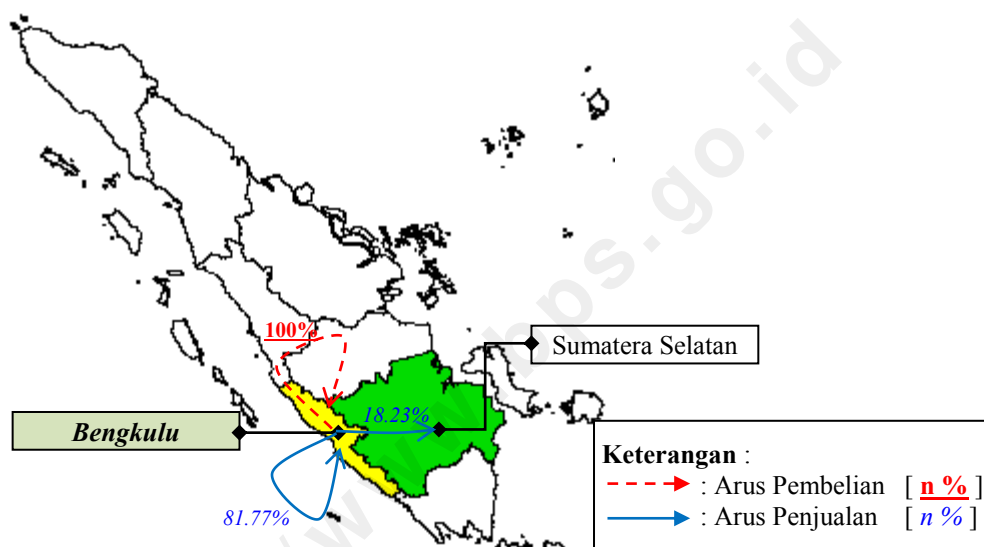 100%
Sumatera Selatan
18.23%
Bengkulu
81.77%
Keterangan :
: Arus Pembelian [ n % ]
: Arus Penjualan [ n % ]
www.bps.go.id